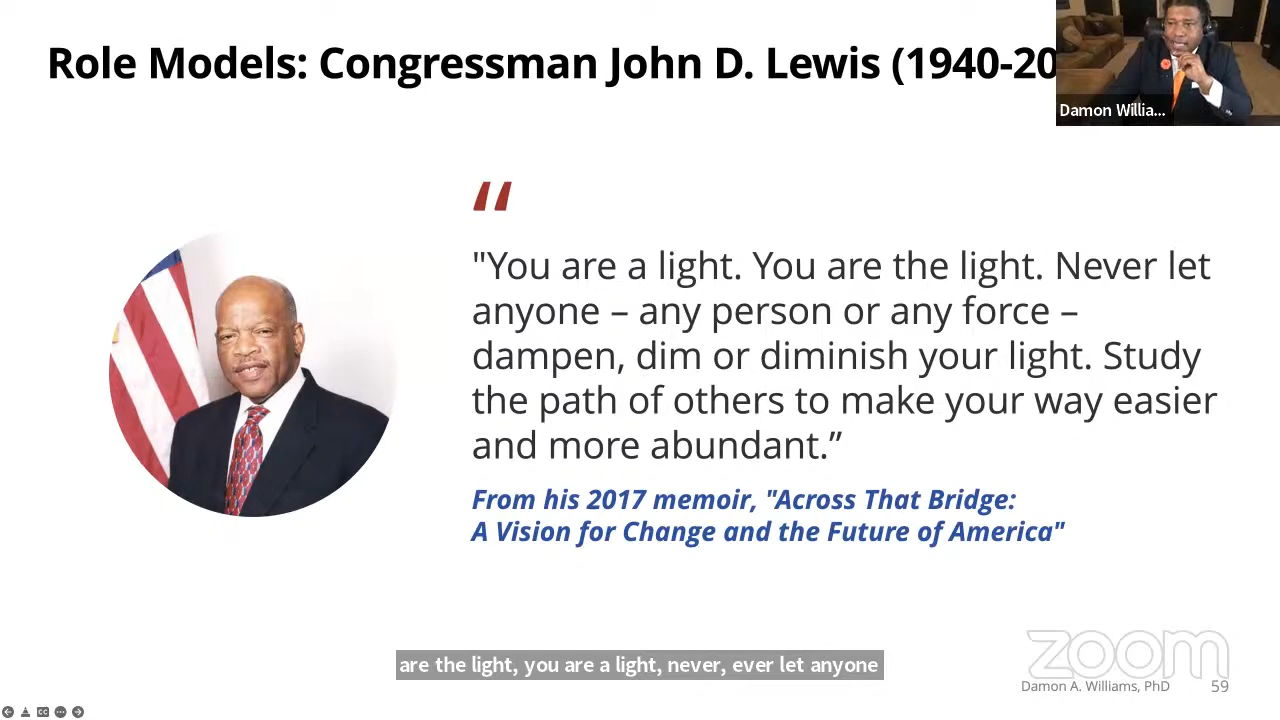 Role Models: Congressman John D. Lewis (1940-20
Damon Willia...
“
"You are a light. You are the light. Never let
anyone – any person or any force –
dampen, dim or diminish your light. Study
the path of others to make your way easier
and more abundant.”
From his 2017 memoir, "Across That Bridge:
A Vision for Change and the Future of America"
are the light, you are a light, never, ever let anyone
zoom
Damon A. Williams, PhD 59
CC